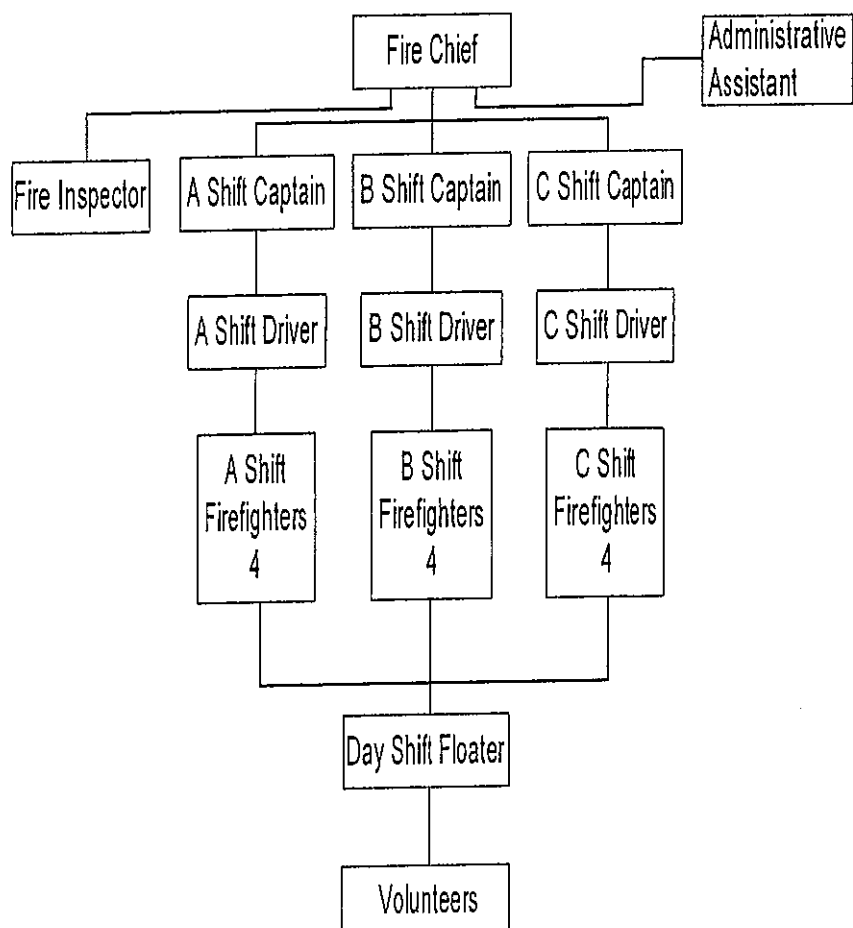 Fire Chief
Administrative
Assistant
Fire Inspector
A Shift Captain
B Shift Captain
C Shift Captain
A Shift Driver
B Shift Driver
C Shift Driver
A Shift
Firefighters
4
B Shift
Firefighters
4
C Shift
Firefighters
4
Day Shift Floater
Volunteers